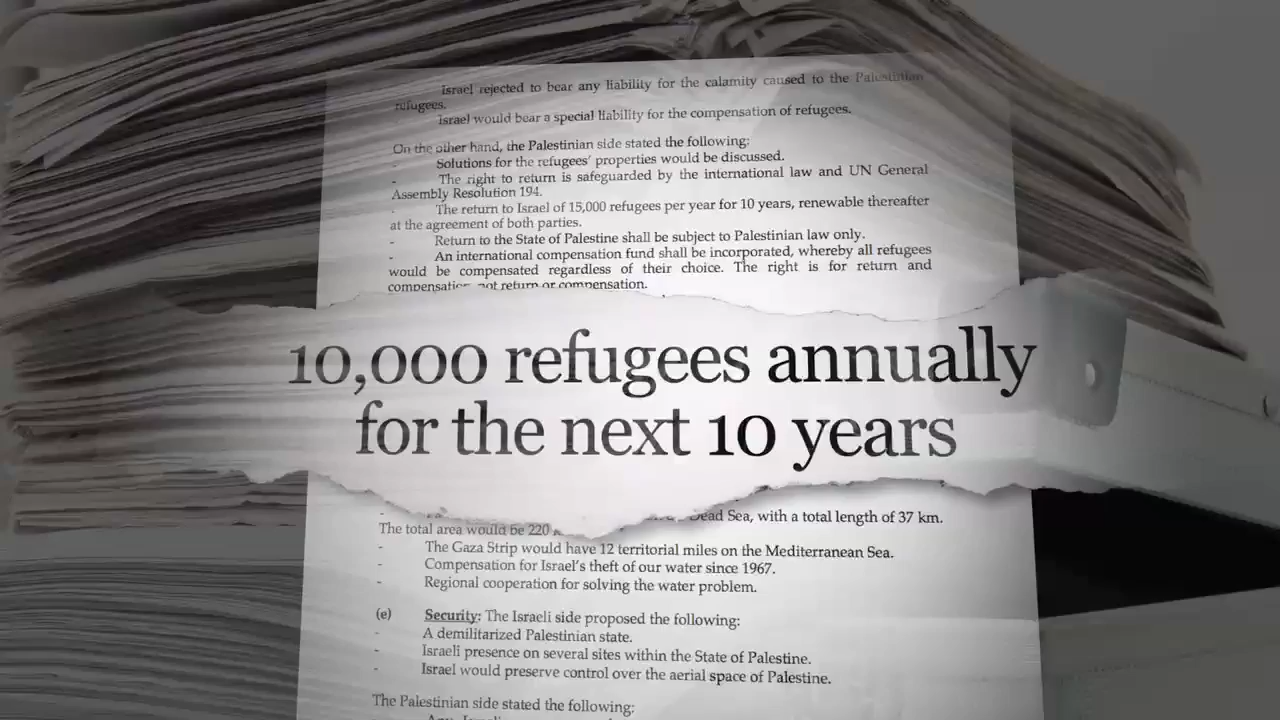 Israel rejected to bear any liability for the calamity caused to the Palestinian
refugees.
Israel would bear a special liability for the compensation of refugees.
On the other hand, the Palestinian side stated the following:
- Solutions for the refugees' properties would be discussed.
- The right to return is safeguarded by the international law and UN General
Assembly Resolution 194.
- The return to Israel of 15,000 refugees per year for 10 years, renewable thereafter
at the agreement of both parties.
- Return to the State of Palestine shall be subject to Palestinian law only.
- An international compensation fund shall be incorporated, whereby all refugees
would be compensated regardless of their choice. The right is for return and
compensation not return or compensation.
10,000 refugees annually
for the next 10 years
Dead Sea, with a total length of 37 km.
The total area would be 220
- The Gaza Strip would have 12 territorial miles on the Mediterranean Sea.
- Compensation for Israel's theft of our water since 1967.
- Regional cooperation for solving the water problem.
(e) Security: The Israeli side proposed the following:
- A demilitarized Palestinian state.
- Israeli presence on several sites within the State of Palestine.
- Israel would preserve control over the aerial space of Palestine.
The Palestinian side stated the following: